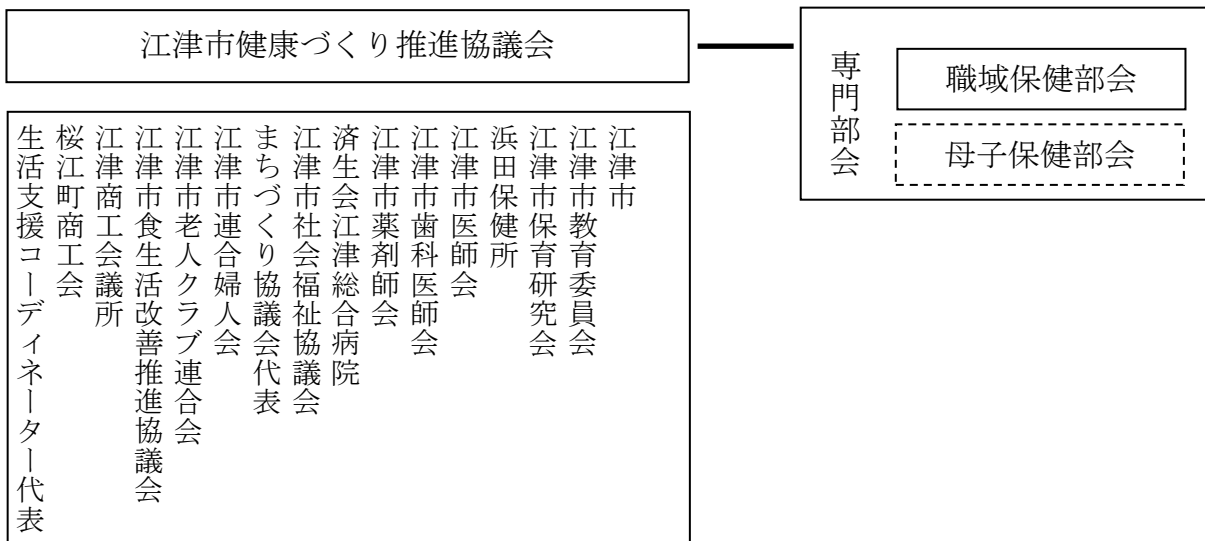 江津市健康づくり推進協議会
江津市
江津市教育委員会
江津市保育研究会
浜田保健所
江津市医師会
江津市歯科医師会
江津市薬剤師会
済生会江津総合病院
江津市社会福祉協議会
まちづくり協議会代表
江津市連合婦人会
江津市老人クラブ連合会
江津市食生活改善推進協議会
江津商工会議所
桜江町商工会
生活支援コーディネーター代表
専門部会
職域保健部会
母子保健部会